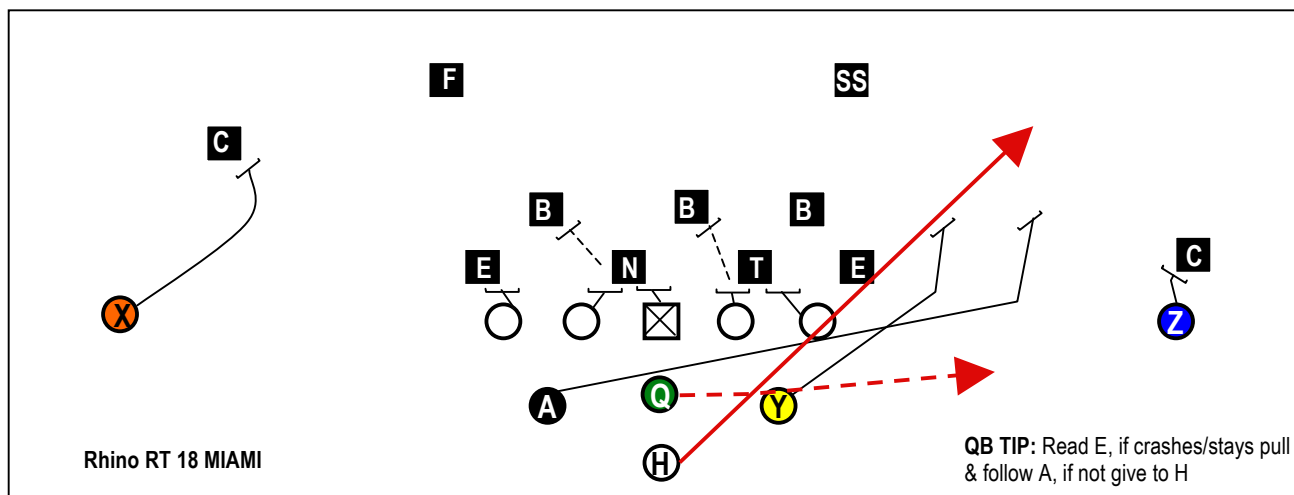 F SS
C
B B B
E N T E C
X Z
A Q Y
H
Rhino RT 18 MIAMI
QB TIP: Read E, if crashes/stays pull
& follow A, if not give to H